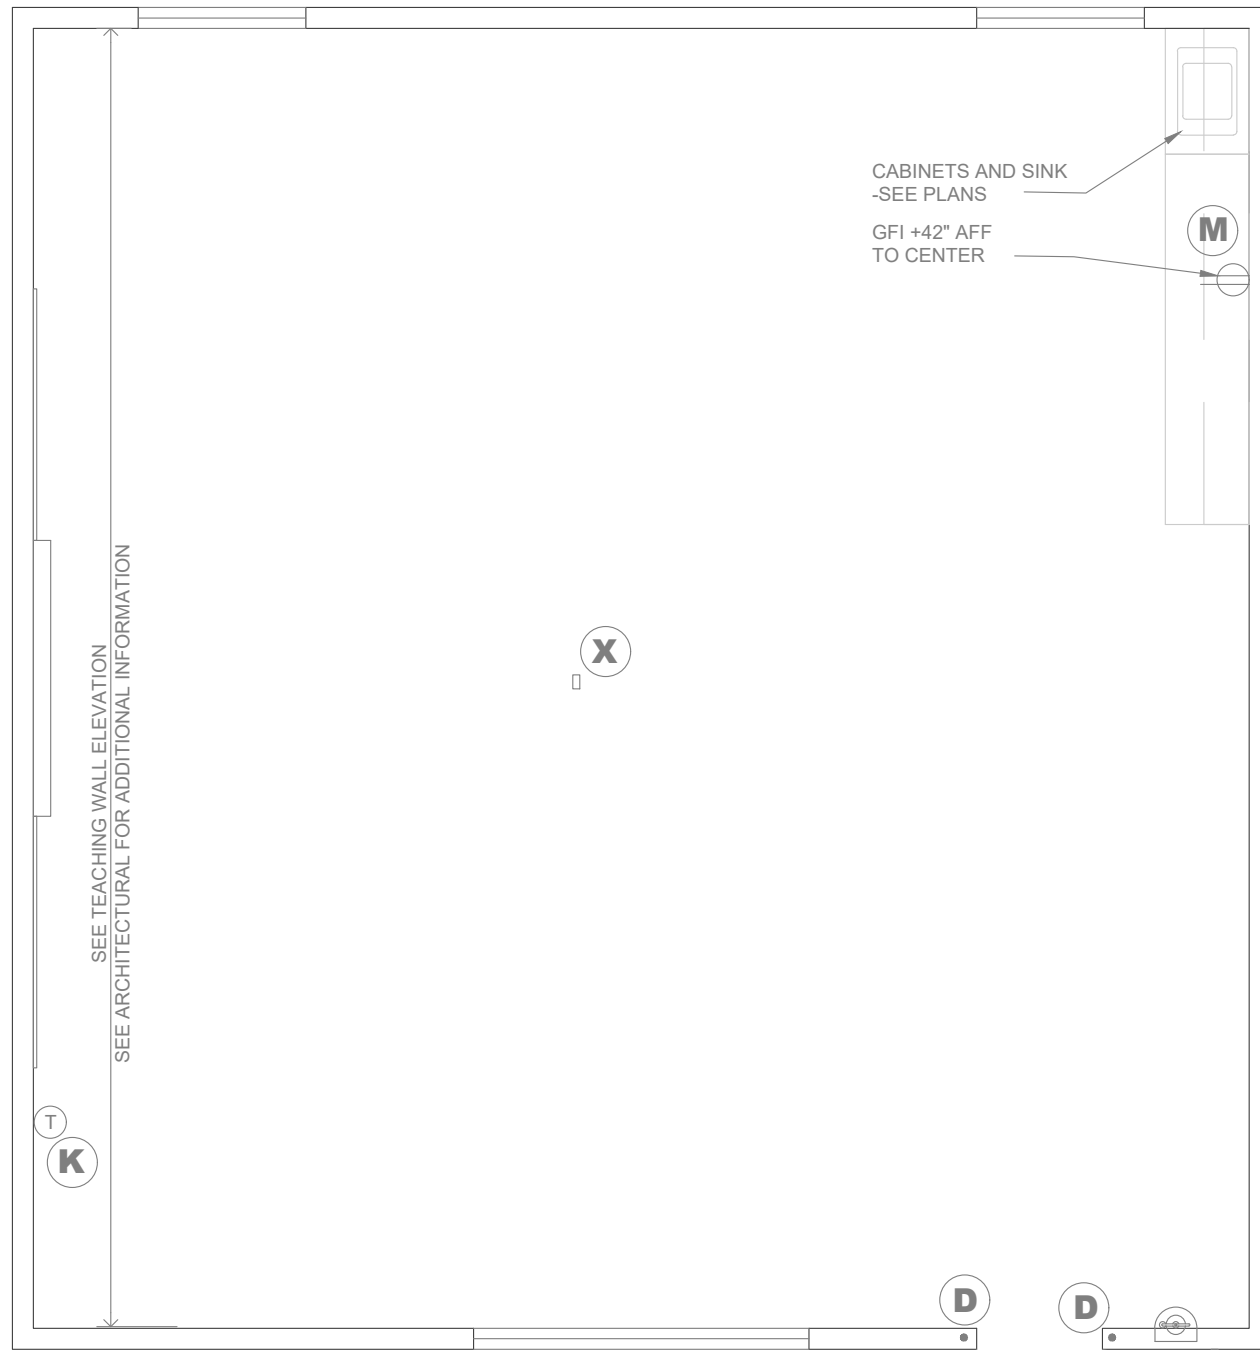 CABINETS AND SINK
-SEE PLANS
M
GFI +42" AFF
TO CENTER
X
SEE TEACHING WALL ELEVATION
SEE ARCHITECTURAL FOR ADDITIONAL INFORMATION
T
K
D
D